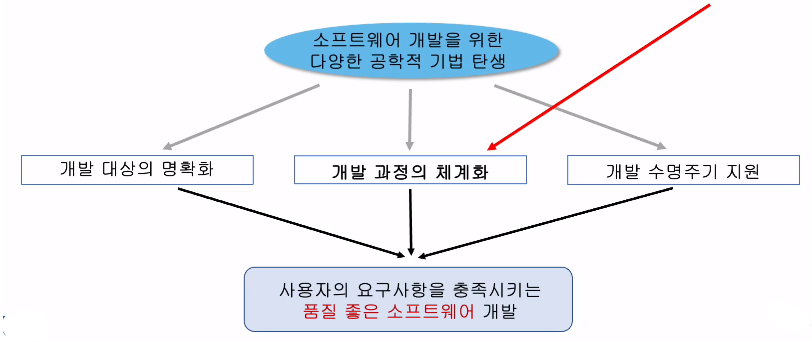 소프트웨어 개발을 위한
다양한 공학적 기법 탄생
개발 대상의 명확화
개발 과정의 체계화
개발 수명주기 지원
사용자의 요구사항을 충족시키는
품질 좋은 소프트웨어 개발